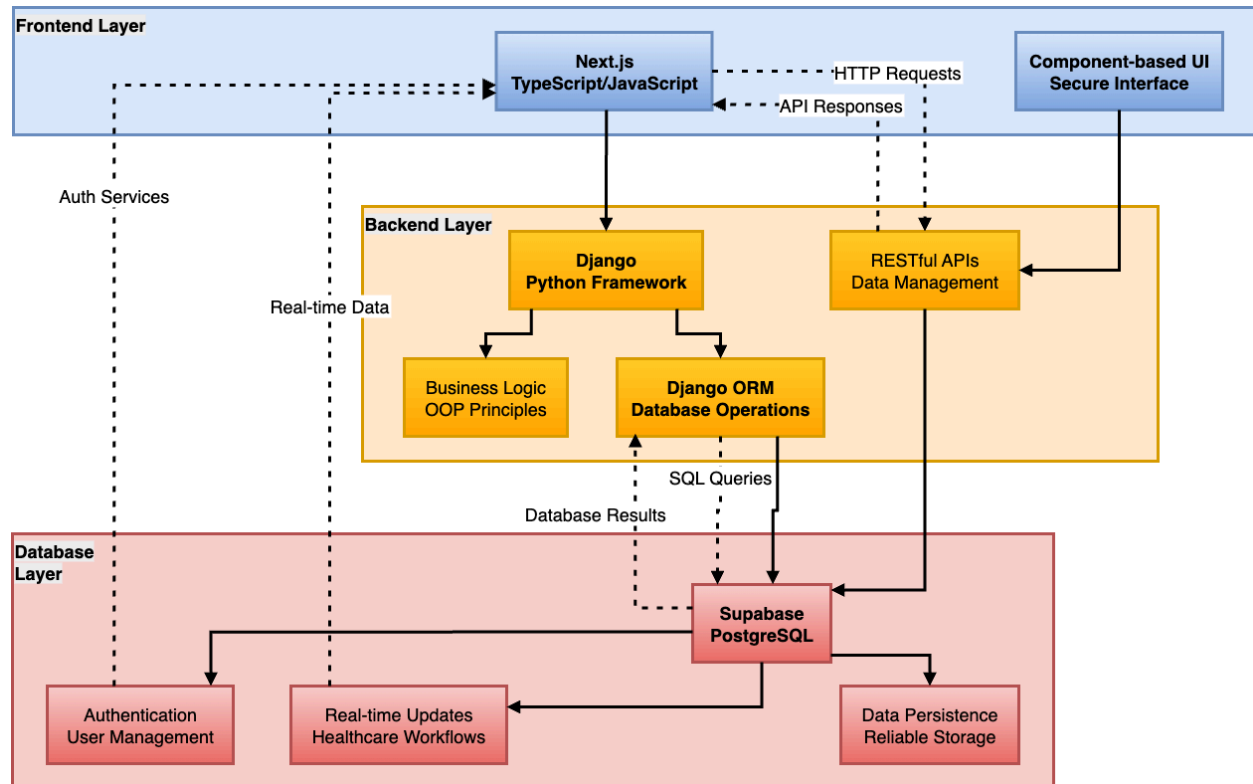 Frontend Layer
Next.js
TypeScript/JavaScript
HTTP Requests
API Responses
Component-based UI
Secure Interface
Auth Services
Backend Layer
Django
Python Framework
RESTful APIs
Data Management
Real-time Data
Business Logic
OOP Principles
Django ORM
Database Operations
SQL Queries
Database Results
Database
Layer
Supabase
PostgreSQL
Authentication
User Management
Real-time Updates
Healthcare Workflows
Data Persistence
Reliable Storage